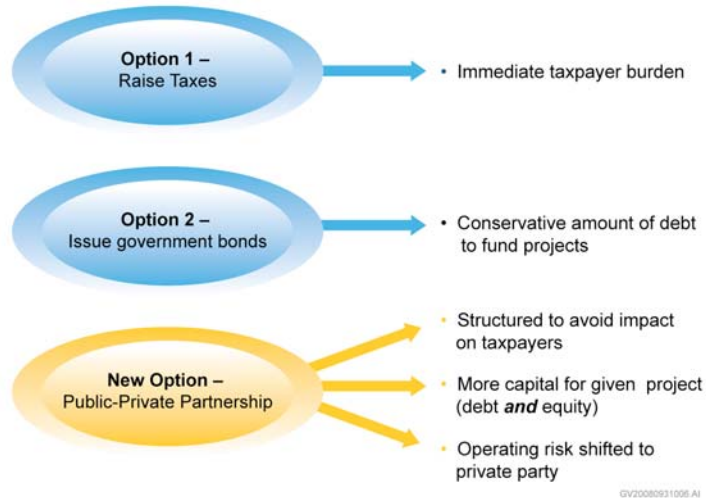 Option 1 –
Raise Taxes
• Immediate taxpayer burden
Option 2 –
Issue government bonds
• Conservative amount of debt
to fund projects
New Option –
Public-Private Partnership
• Structured to avoid impact
on taxpayers
• More capital for given project
(debt and equity)
• Operating risk shifted to
private party
GV20080931006.AI